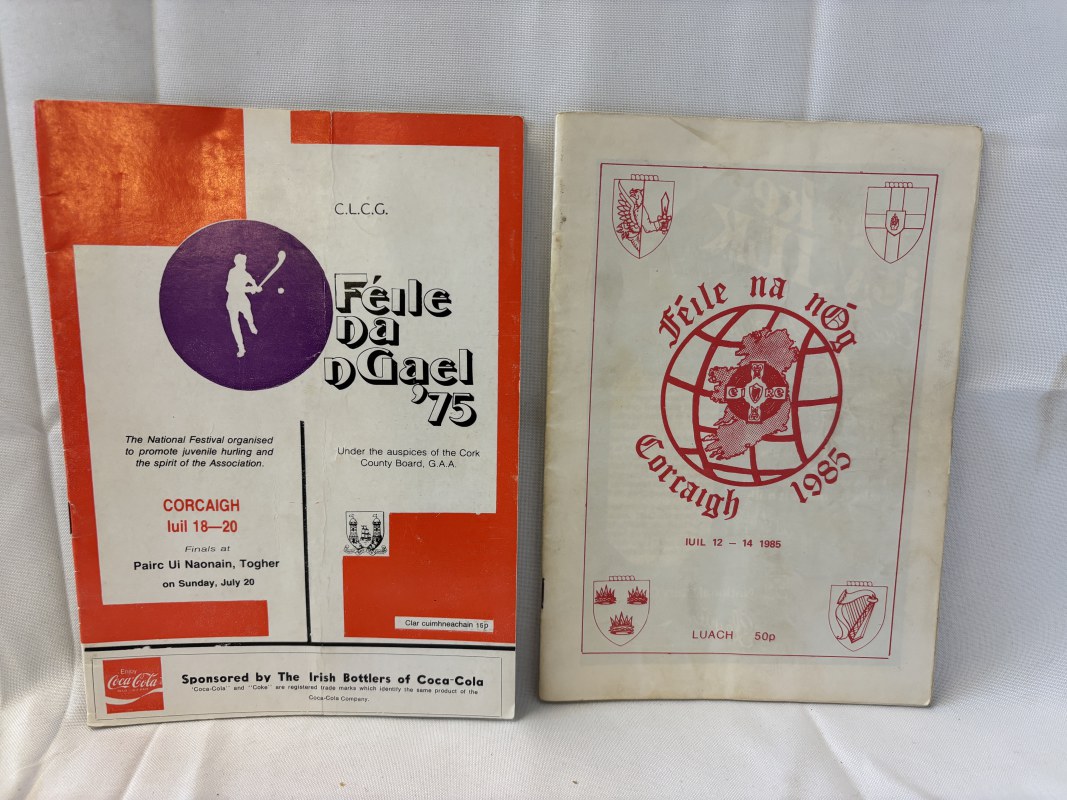 C.L.C.G.
Féile
na
nGael
'75
The National Festival organised
to promote juvenile hurling and
the spirit of the Association.
Under the auspices of the Cork
County Board, G.A.A.
CORCAIGH
Iuil 18—20
Finals at
Pairc Ui Naonain, Togher
on Sunday, July 20
Clar cuimhneachain 15p
Enjoy
Coca-Cola
Sponsored by The Irish Bottlers of Coca-Cola
'Coca-Cola' and "Coke" are registered trade marks which identify the same product of the
Coca-Cola Company.
Féile na nÓg
EIRE
Corcaigh 1985
IUIL 12 – 14 1985
LUACH 50p